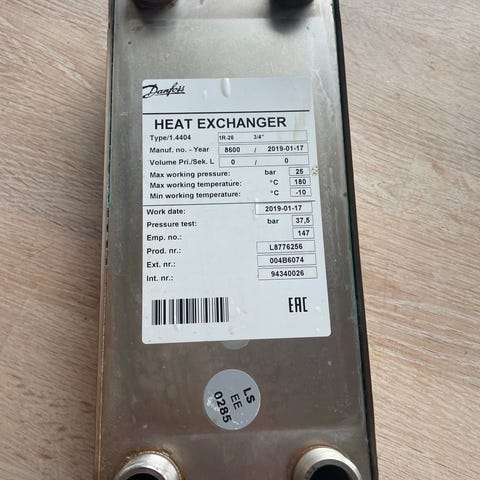 Danfoss
HEAT EXCHANGER
Type/1.4404 1R-26 3/4"
Manuf. no. - Year 8600 / 2019-01-17
Volume Pri./Sek. L 0 / 0
Max working pressure: bar 25
Max working temperature: °C 180
Min working temperature: °C -10
Work date: 2019-01-17
Pressure test: bar 37,5
Emp. no.: 147
Prod. nr.: L8776256
Ext. nr.: 004B6074
Int. nr.: 94340026
EAC
LS
EE
0285